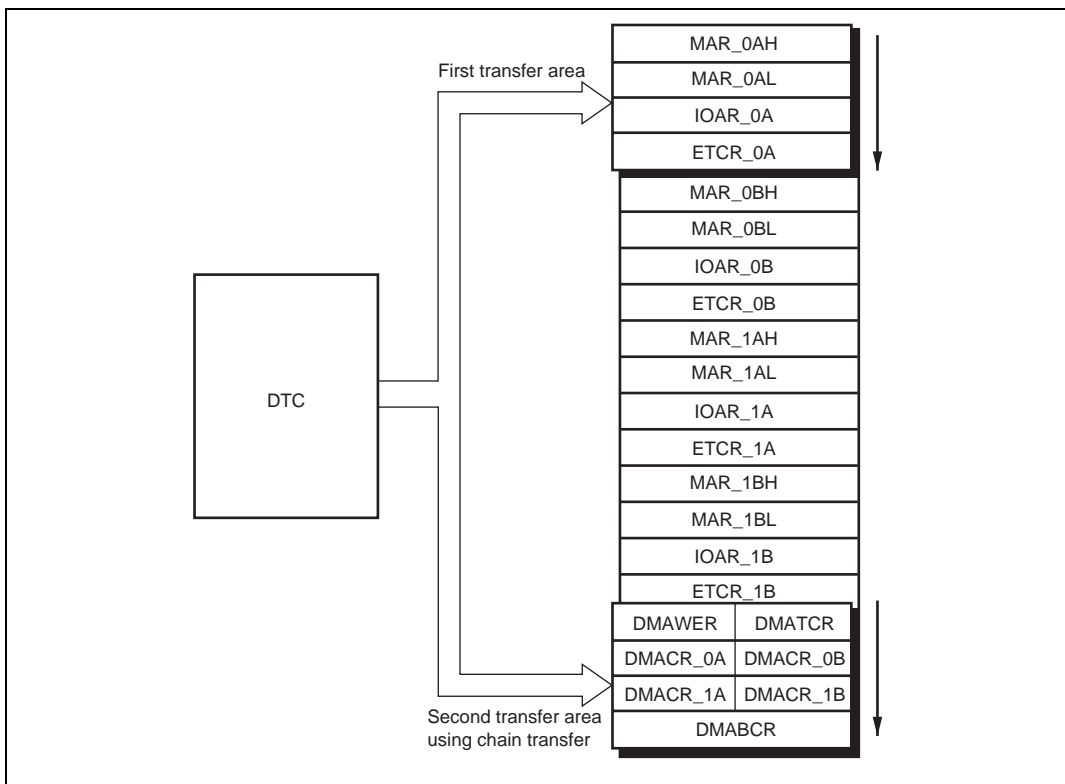 MAR_0AH
First transfer area
MAR_0AL
IOAR_0A
ETCR_0A
MAR_0BH
MAR_0BL
IOAR_0B
ETCR_0B
MAR_1AH
MAR_1AL
DTC
IOAR_1A
ETCR_1A
MAR_1BH
MAR_1BL
IOAR_1B
ETCR_1B
DMAWER DMATCR
DMACR_0A DMACR_0B
DMACR_1A DMACR_1B
Second transfer area
using chain transfer
DMABCR